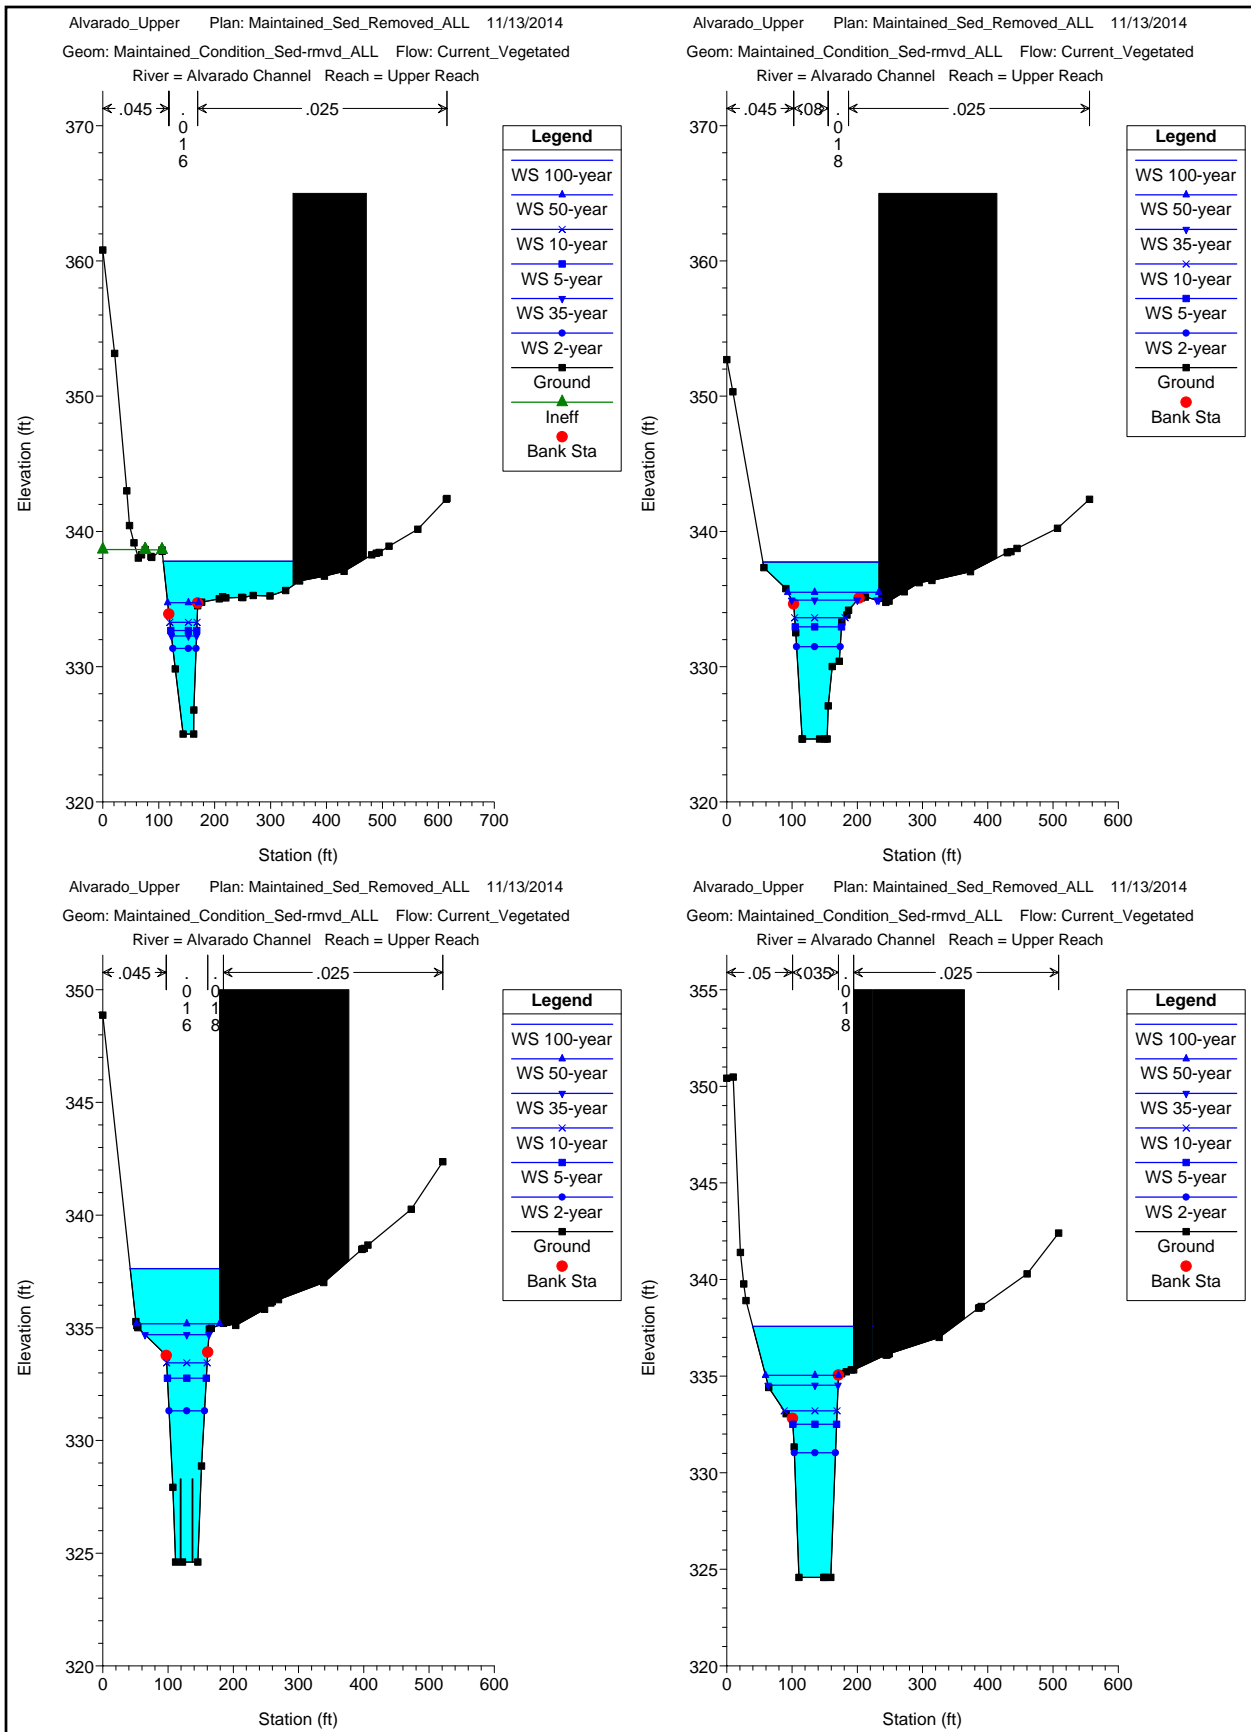 Alvarado_Upper Plan: Maintained_Sed_Removed_ALL 11/13/2014
Geom: Maintained_Condition_Sed-rmvd_ALL Flow: Current_Vegetated
River = Alvarado Channel Reach = Upper Reach
.045
.016
.025
370
360
350
340
330
320
Elevation (ft)
0 100 200 300 400 500 600 700
Station (ft)
Legend
WS 100-year
WS 50-year
WS 10-year
WS 5-year
WS 35-year
WS 2-year
Ground
Ineff
Bank Sta
Alvarado_Upper Plan: Maintained_Sed_Removed_ALL 11/13/2014
Geom: Maintained_Condition_Sed-rmvd_ALL Flow: Current_Vegetated
River = Alvarado Channel Reach = Upper Reach
.045
.08
.018
.025
370
360
350
340
330
320
Elevation (ft)
0 100 200 300 400 500 600
Station (ft)
Legend
WS 100-year
WS 50-year
WS 35-year
WS 10-year
WS 5-year
WS 2-year
Ground
Bank Sta
Alvarado_Upper Plan: Maintained_Sed_Removed_ALL 11/13/2014
Geom: Maintained_Condition_Sed-rmvd_ALL Flow: Current_Vegetated
River = Alvarado Channel Reach = Upper Reach
.045
.016
.018
.025
350
345
340
335
330
325
320
Elevation (ft)
0 100 200 300 400 500 600
Station (ft)
Legend
WS 100-year
WS 50-year
WS 35-year
WS 10-year
WS 5-year
WS 2-year
Ground
Bank Sta
Alvarado_Upper Plan: Maintained_Sed_Removed_ALL 11/13/2014
Geom: Maintained_Condition_Sed-rmvd_ALL Flow: Current_Vegetated
River = Alvarado Channel Reach = Upper Reach
.05
.035
.018
.025
355
350
345
340
335
330
325
320
Elevation (ft)
0 100 200 300 400 500 600
Station (ft)
Legend
WS 100-year
WS 50-year
WS 35-year
WS 10-year
WS 5-year
WS 2-year
Ground
Bank Sta